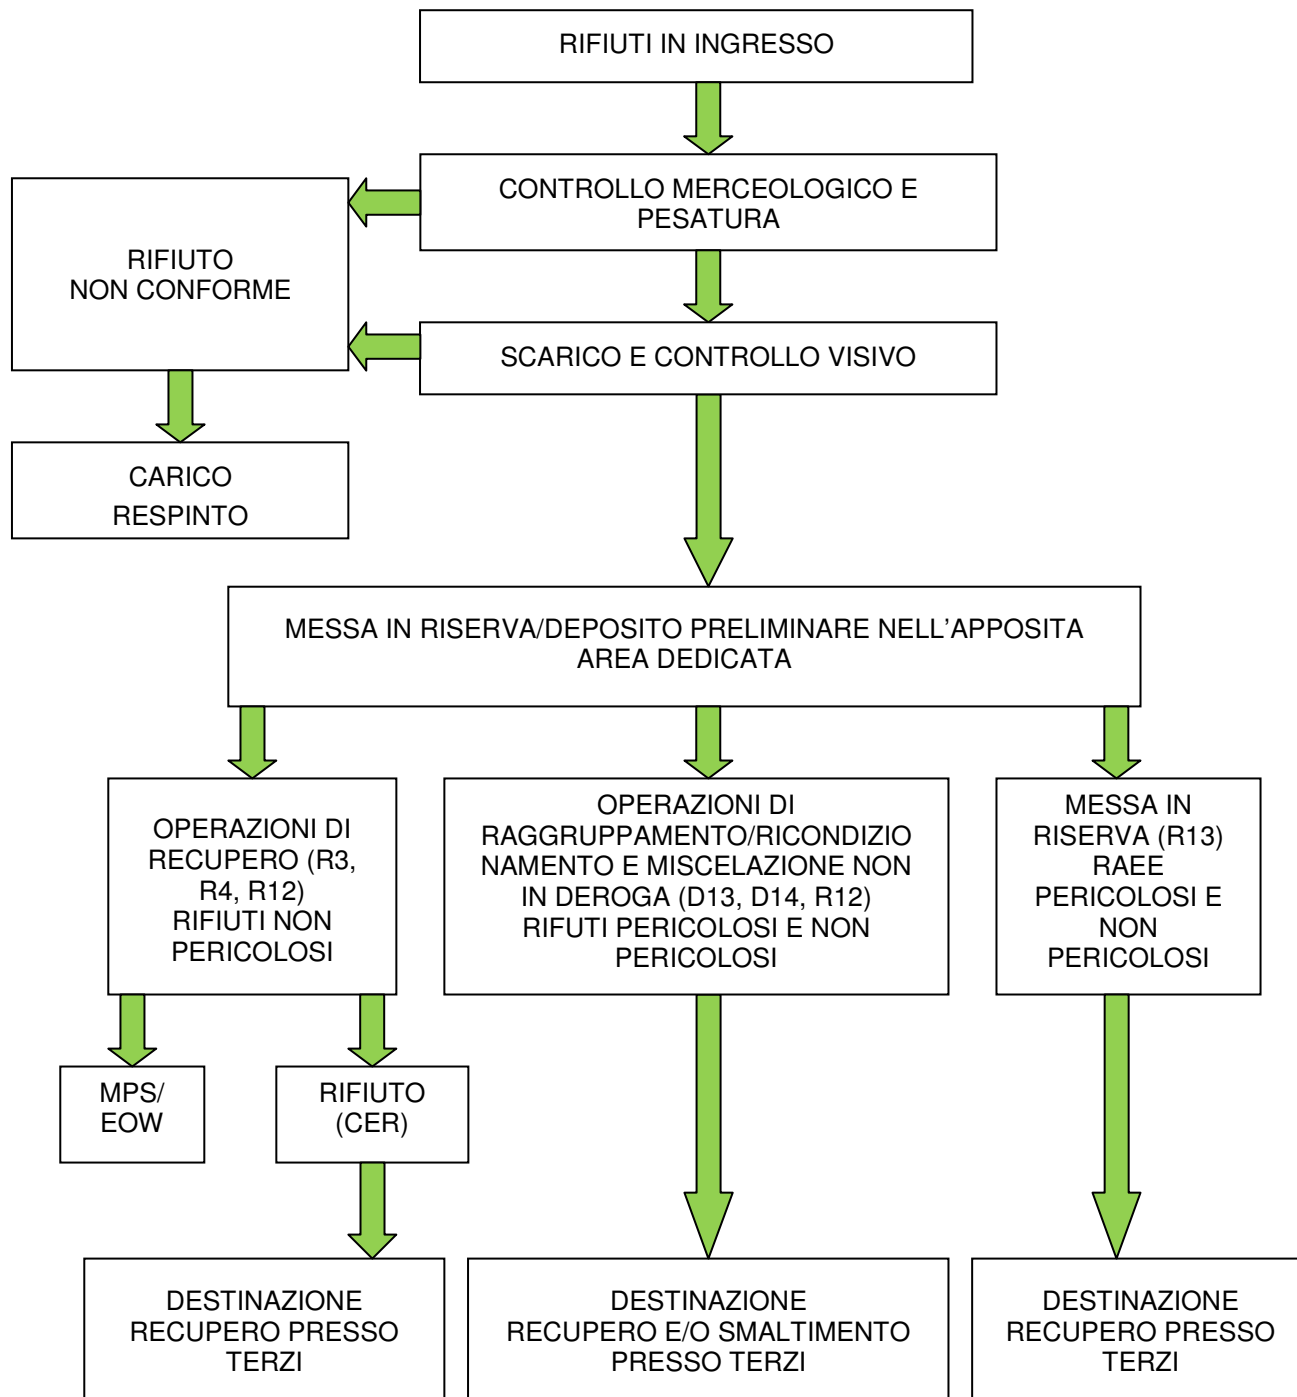 RIFIUTI IN INGRESSO
CONTROLLO MERCEOLOGICO E
PESATURA
RIFIUTO
NON CONFORME
SCARICO E CONTROLLO VISIVO
CARICO
RESPINTO
MESSA IN RISERVA/DEPOSITO PRELIMINARE NELL’APPOSITA
AREA DEDICATA
OPERAZIONI DI
RECUPERO (R3,
R4, R12)
RIFIUTI NON
PERICOLOSI
OPERAZIONI DI
RAGGRUPPAMENTO/RICONDIZIO
NAMENTO E MISCELAZIONE NON
IN DEROGA (D13, D14, R12)
RIFUTI PERICOLOSI E NON
PERICOLOSI
MESSA IN
RISERVA (R13)
RAEE
PERICOLOSI E
NON
PERICOLOSI
MPS/
EOW
RIFIUTO
(CER)
DESTINAZIONE
RECUPERO PRESSO
TERZI
DESTINAZIONE
RECUPERO E/O SMALTIMENTO
PRESSO TERZI
DESTINAZIONE
RECUPERO PRESSO
TERZI